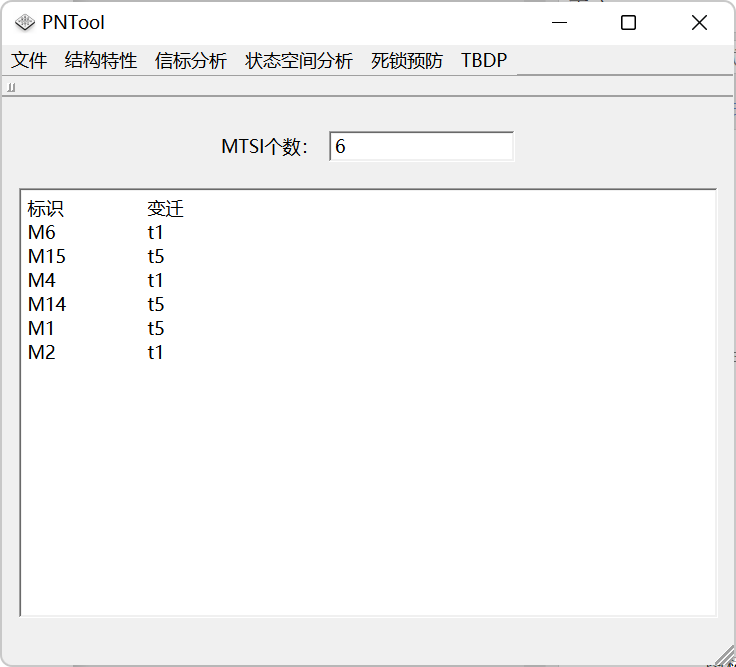 PNTool
文件 结构特性 信标分析 状态空间分析 死锁预防 TBDP
MTSI个数： 6
标识 变迁
M6 t1
M15 t5
M4 t1
M14 t5
M1 t5
M2 t1